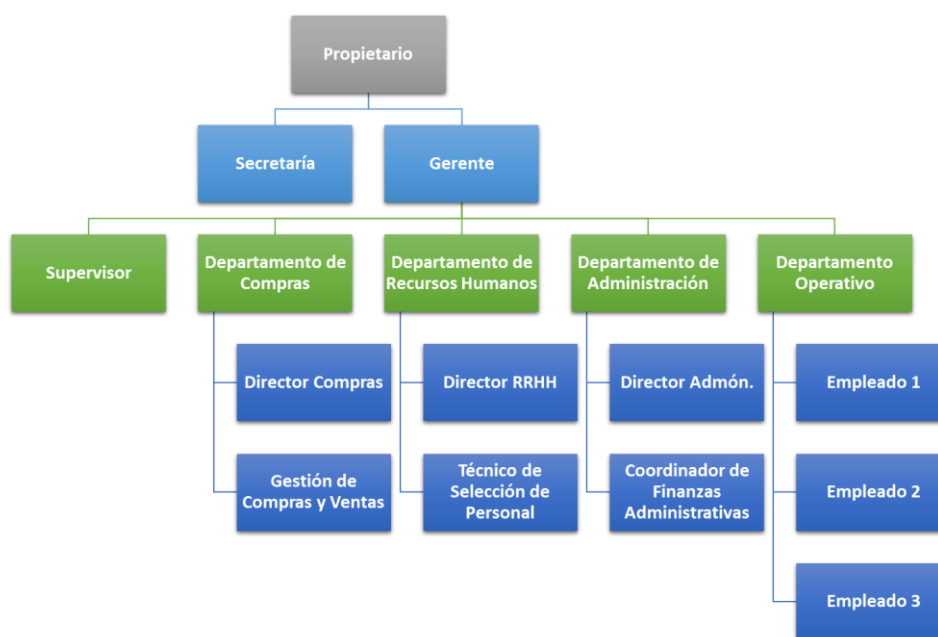 Propietario
Secretaría
Gerente
Supervisor
Departamento de
Compras
Departamento de
Recursos Humanos
Departamento de
Administración
Departamento
Operativo
Director Compras
Director RRHH
Director Admón.
Empleado 1
Gestión de
Compras y Ventas
Técnico de
Selección de
Personal
Coordinador de
Finanzas
Administrativas
Empleado 2
Empleado 3